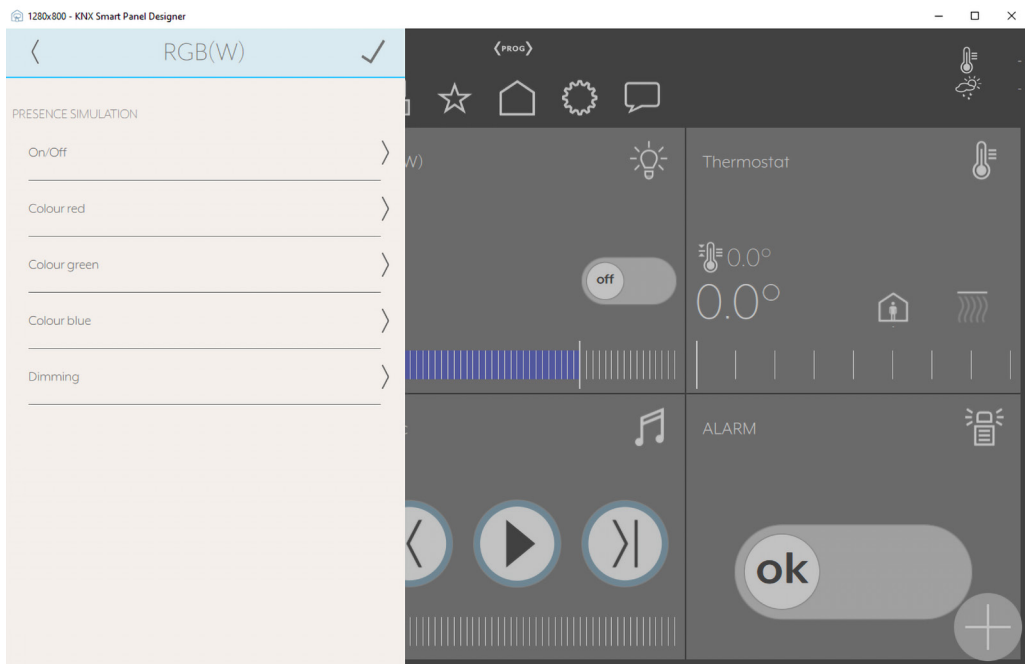 1280x800 - KNX Smart Panel Designer
RGB(W)
PROG
PRESENCE SIMULATION
On/Off
Colour red
Colour green
Colour blue
Dimming
W)
off
Thermostat
0.0°
0.0°
ALARM
ok